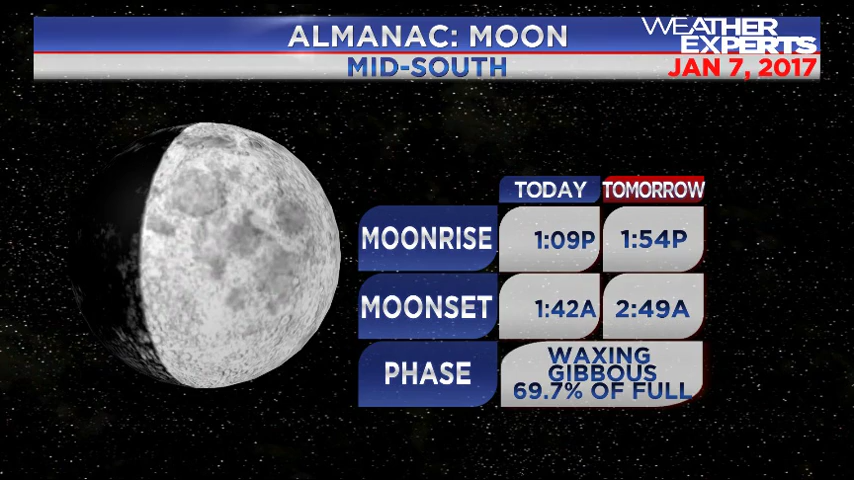 ALMANAC: MOON
WEATHER
EXPERTS
MID-SOUTH
JAN 7, 2017
TODAY TOMORROW
MOONRISE 1:09P 1:54P
MOONSET 1:42A 2:49A
PHASE
WAXING
GIBBOUS
69.7% OF FULL